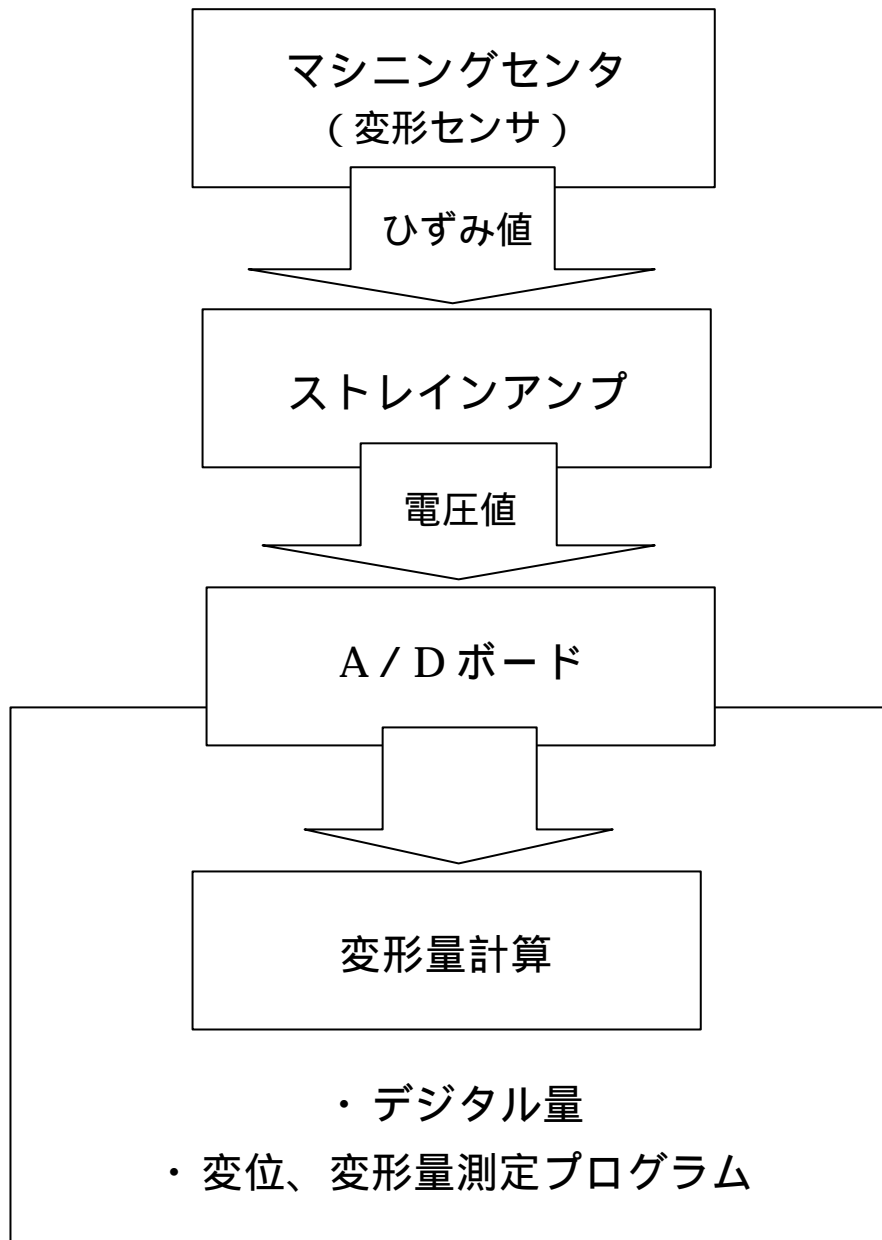 マシニングセンタ
(変形センサ)
ひずみ値
ストレインアンプ
電圧値
A/Dボード
変形量計算
・デジタル量
・変位、変形量測定プログラム